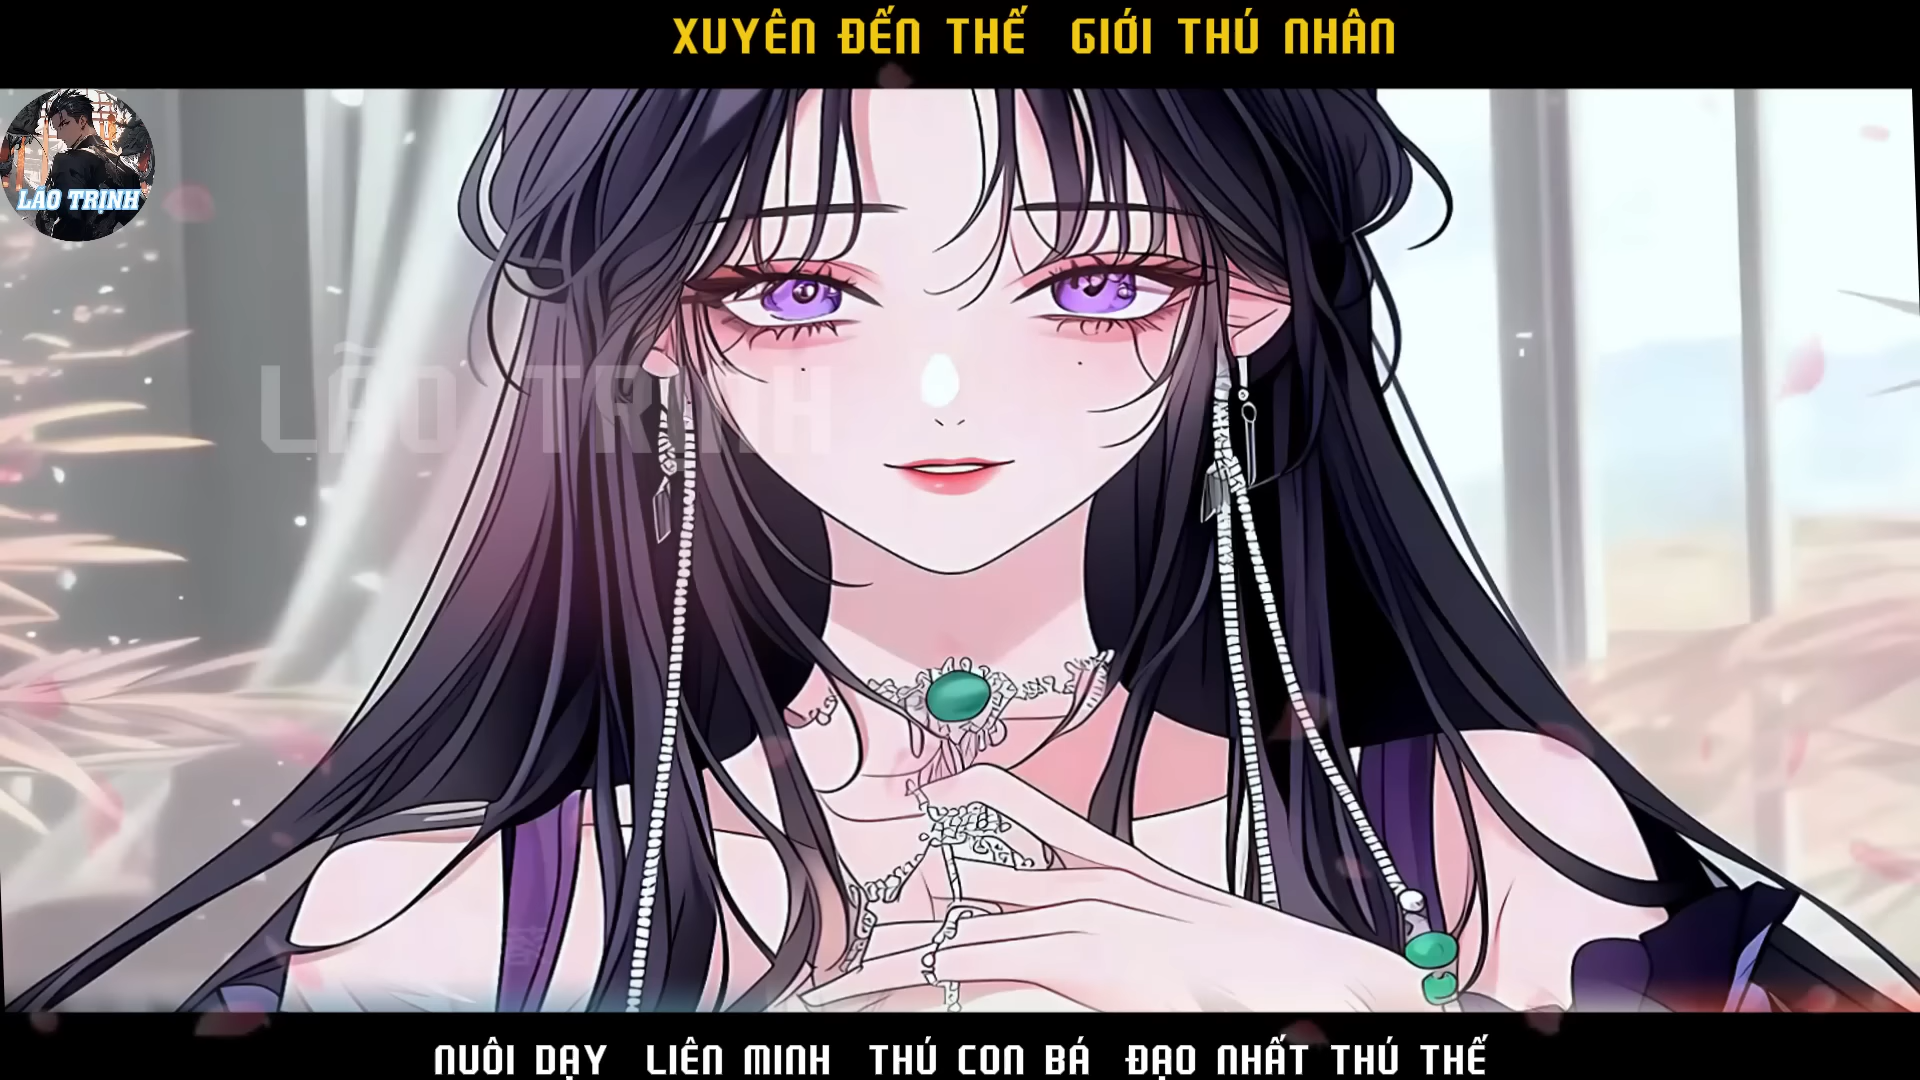 XUYÊN ĐẾN THẾ GIỚI THÚ NHÂN
LÃO TRỊNH
LÃO TRỊNH
NUÔI DẠY LIÊN MINH THÚ CON BÁ ĐẠO NHẤT THÚ THẾ